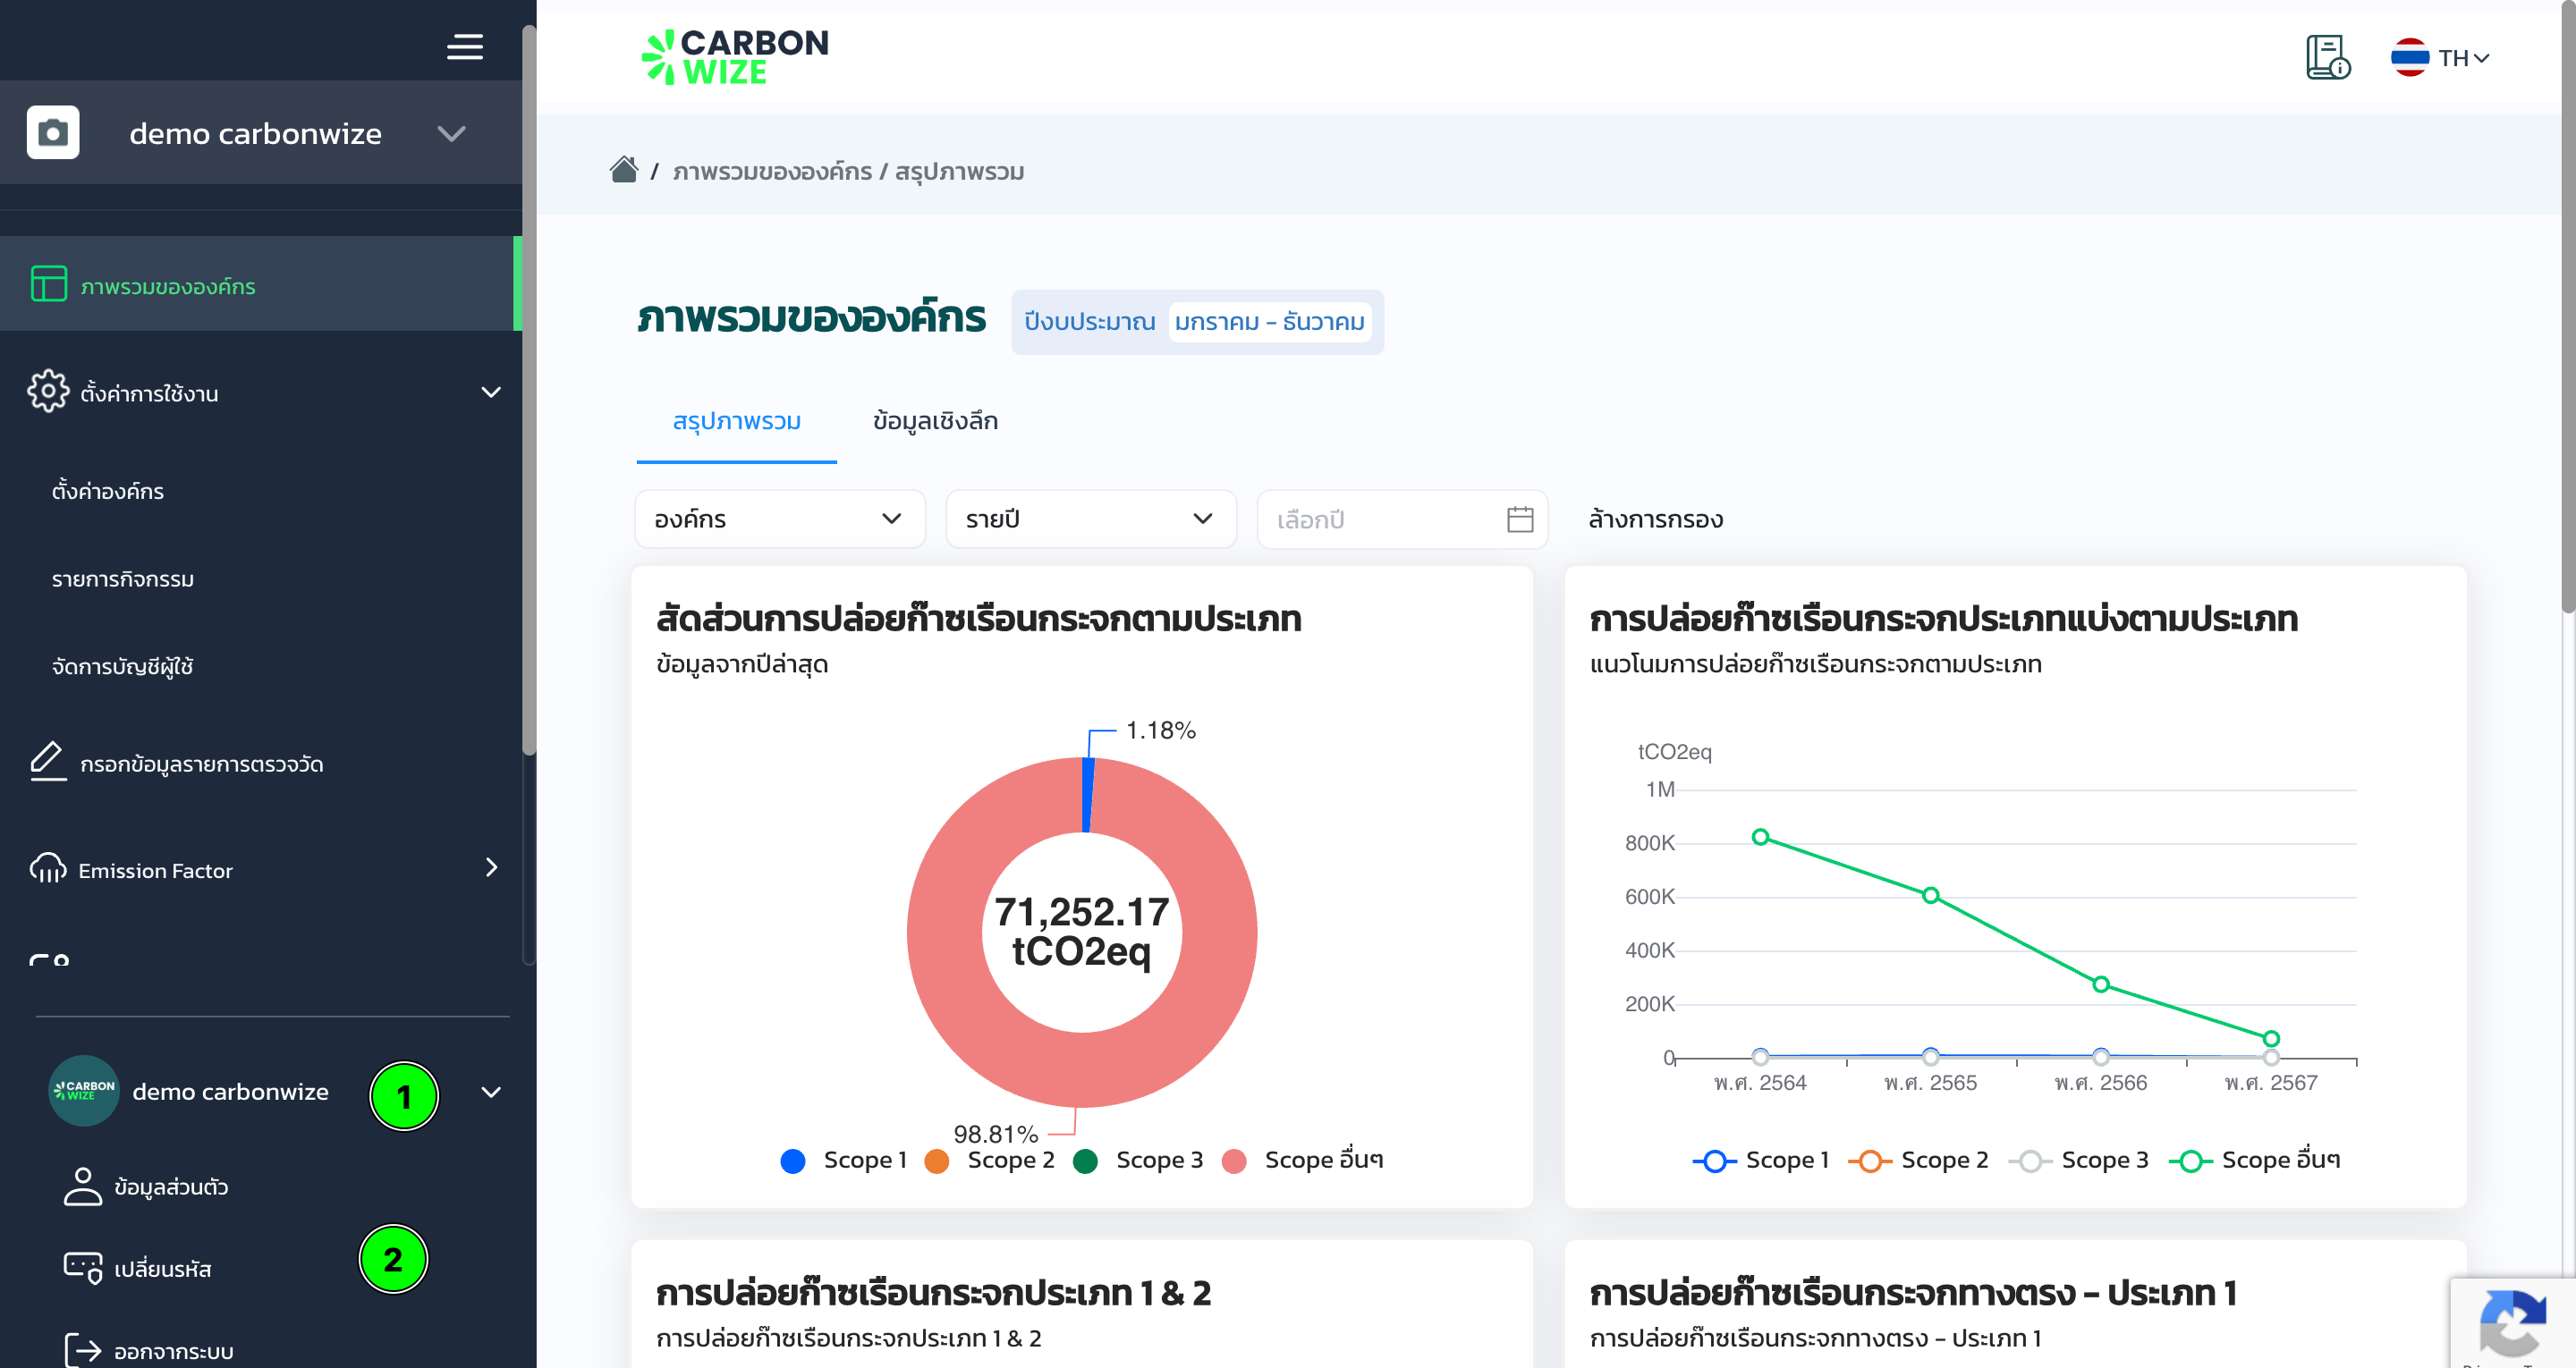 demo carbonwize
ภาพรวมขององค์กร
ตั้งค่าการใช้งาน
ตั้งค่าองค์กร
รายการกิจกรรม
จัดการบัญชีผู้ใช้
กรอกข้อมูลรายการตรวจวัด
Emission Factor
CARBON
WIZE
demo carbonwize
1
ข้อมูลส่วนตัว
เปลี่ยนรหัส
2
ออกจากระบบ
CARBON
WIZE
TH
/ ภาพรวมขององค์กร / สรุปภาพรวม
ภาพรวมขององค์กร ปีงบประมาณ มกราคม - ธันวาคม
สรุปภาพรวม ข้อมูลเชิงลึก
องค์กร รายปี เลือกปี ล้างการกรอง
สัดส่วนการปล่อยก๊าซเรือนกระจกตามประเภท
ข้อมูลจากปีล่าสุด
1.18%
71,252.17
tCO2eq
98.81%
Scope 1 Scope 2 Scope 3 Scope อื่นๆ
การปล่อยก๊าซเรือนกระจกประเภทแบ่งตามประเภท
แนวโนมการปล่อยก๊าซเรือนกระจกตามประเภท
tCO2eq
1M
800K
600K
400K
200K
0
พ.ศ. 2564 พ.ศ. 2565 พ.ศ. 2566 พ.ศ. 2567
Scope 1 Scope 2 Scope 3 Scope อื่นๆ
การปล่อยก๊าซเรือนกระจกประเภท 1 & 2
การปล่อยก๊าซเรือนกระจกประเภท 1 & 2
การปล่อยก๊าซเรือนกระจกทางตรง - ประเภท 1
การปล่อยก๊าซเรือนกระจกทางตรง - ประเภท 1